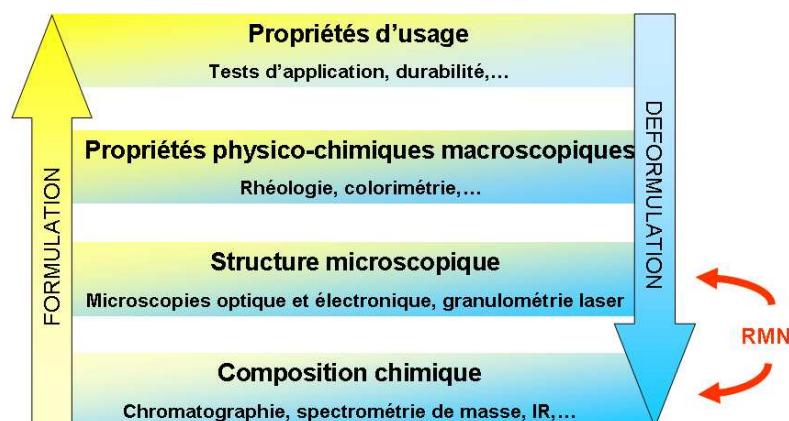 Propriétés d'usage
Tests d'application, durabilité,...
Propriétés physico-chimiques macroscopiques
Rhéologie, colorimétrie,...
Structure microscopique
Microscopies optique et électronique, granulométrie laser
Composition chimique
Chromatographie, spectrométrie de masse, IR,...
FORMULATION
DEFORMULATION
RMN